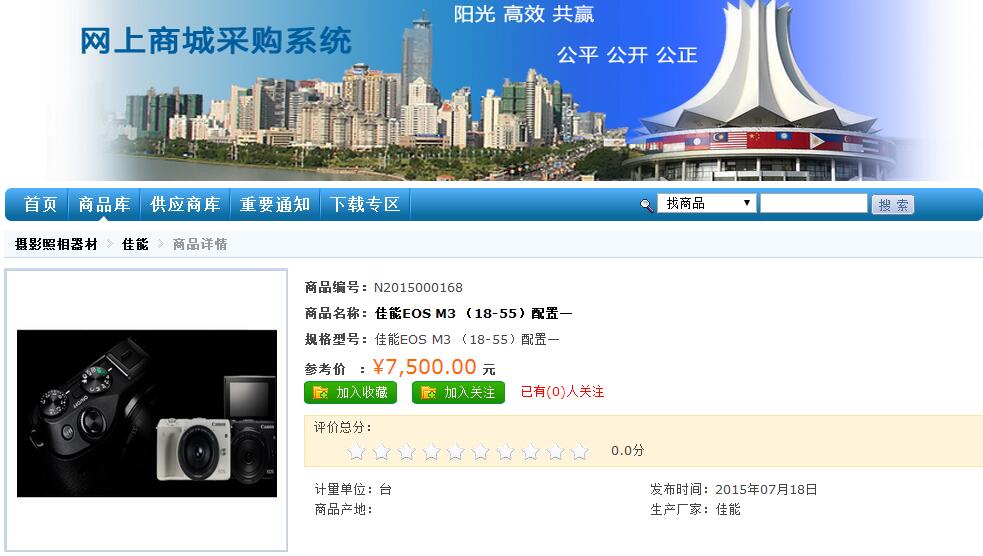 阳光 高效 共赢
网上商城采购系统
公平 公开 公正
首页 商品库 供应商库 重要通知 下载专区 找商品 搜 索
摄影照相器材 佳能 商品详情
商品编号：N2015000168
商品名称：佳能EOS M3 （18-55）配置一
规格型号：佳能EOS M3 （18-55）配置一
参考价 ：¥7,500.00 元
加入收藏 加入关注 已有(0)人关注
评价总分：
0.0分
计量单位：台 发布时间：2015年07月18日
商品产地： 生产厂家：佳能
Canon
Canon